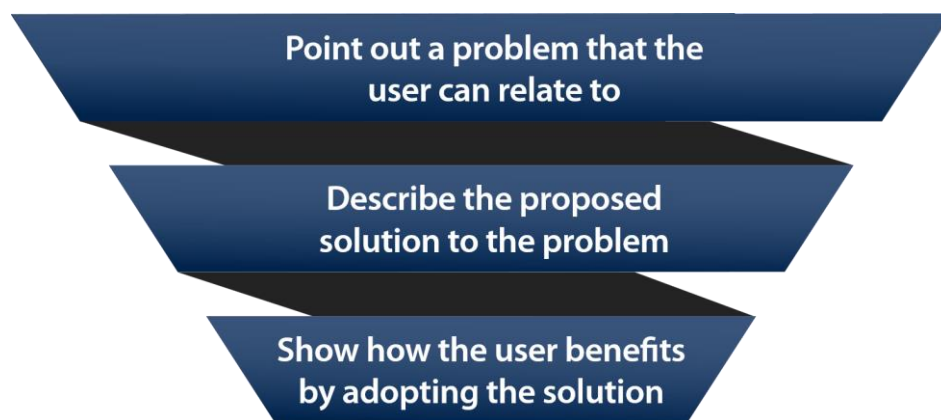 Point out a problem that the
user can relate to
Describe the proposed
solution to the problem
Show how the user benefits
by adopting the solution